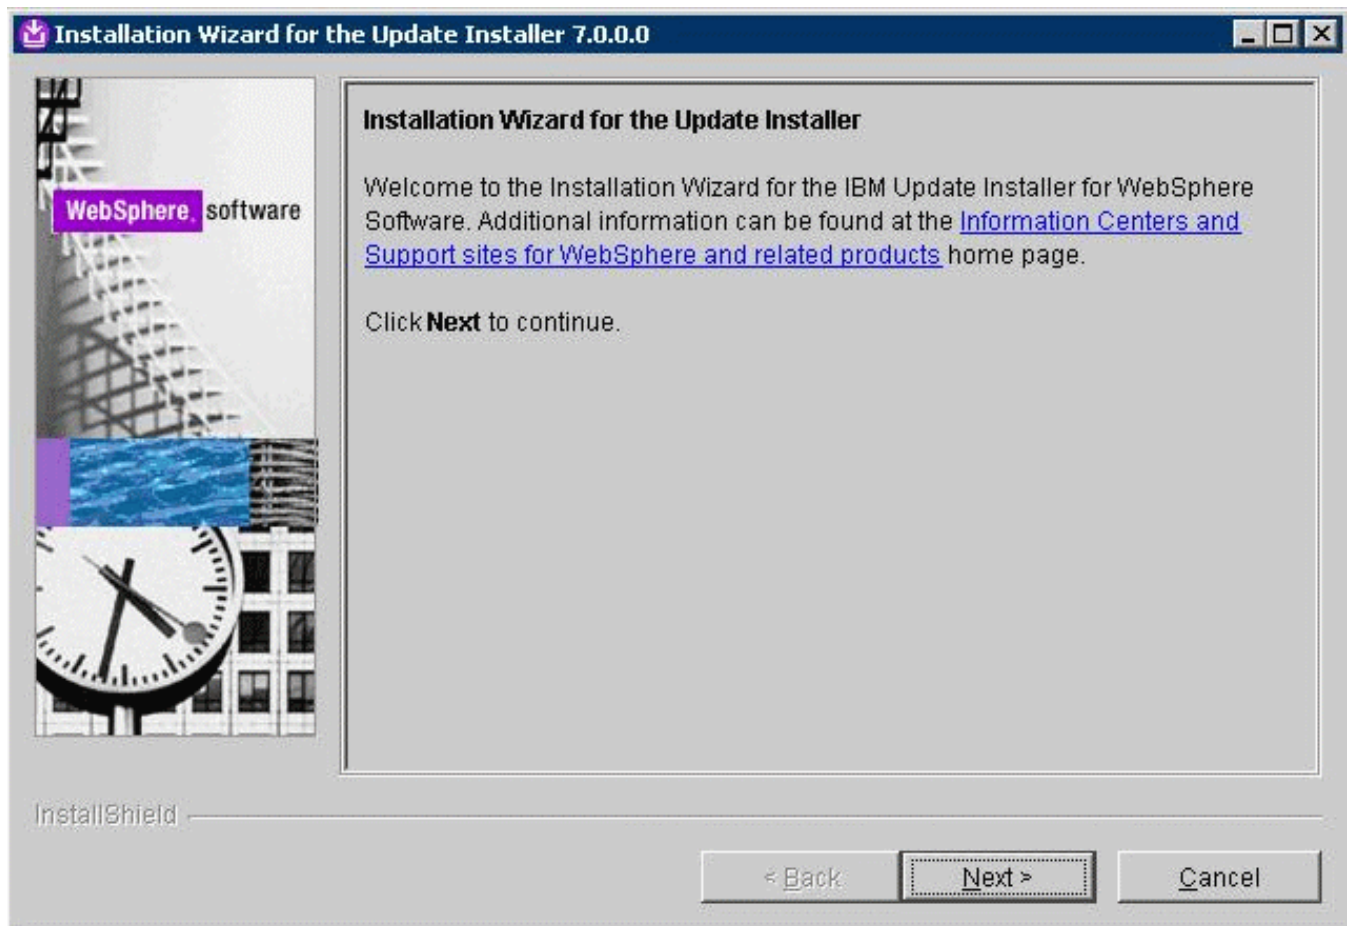 Installation Wizard for the Update Installer 7.0.0.0
WebSphere. software
Installation Wizard for the Update Installer
Welcome to the Installation Wizard for the IBM Update Installer for WebSphere
Software. Additional information can be found at the Information Centers and
Support sites for WebSphere and related products home page.
Click Next to continue.
InstallShield
< Back
Next >
Cancel